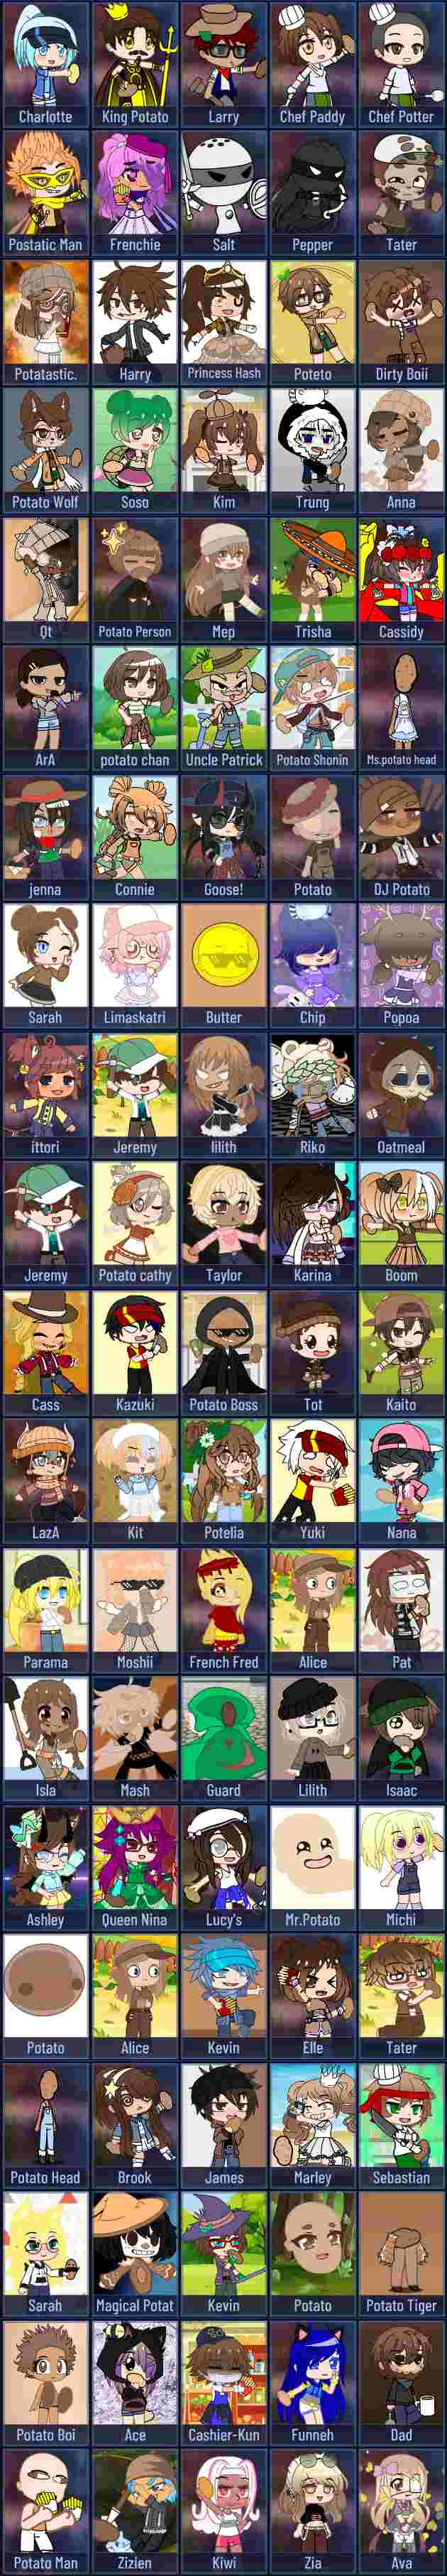 Charlotte
King Potato
Larry
Chef Paddy
Chef Potter
Postatic Man
Frenchie
Salt
Pepper
Tater
Potatastic.
Harry
Princess Hash
Poteto
Dirty Boii
Potato Wolf
Soso
Kim
Trung
Anna
Qt
Potato Person
Mep
Trisha
Cassidy
ArA
potato chan
Uncle Patrick
Potato Shonin
Ms.potato head
jenna
Connie
Goose!
Potato
DJ Potato
Sarah
Limaskatri
Butter
Chip
Popoa
ittori
Jeremy
lilith
Riko
Oatmeal
Jeremy
Potato cathy
Taylor
Karina
Boom
Cass
Kazuki
Potato Boss
Tot
Kaito
LazA
Kit
Potelia
Yuki
Nana
Parama
Moshii
French Fred
Alice
Pat
Isla
Mash
Guard
Lilith
Isaac
Ashley
Queen Nina
Lucy's
Mr.Potato
Michi
Potato
Alice
Kevin
Elle
Tater
Potato Head
Brook
James
Marley
Sebastian
Sarah
Magical Potat
Kevin
Potato
Potato Tiger
Potato Boi
Ace
Cashier-Kun
Funneh
Dad
Potato Man
Zizien
Kiwi
Zia
Ava